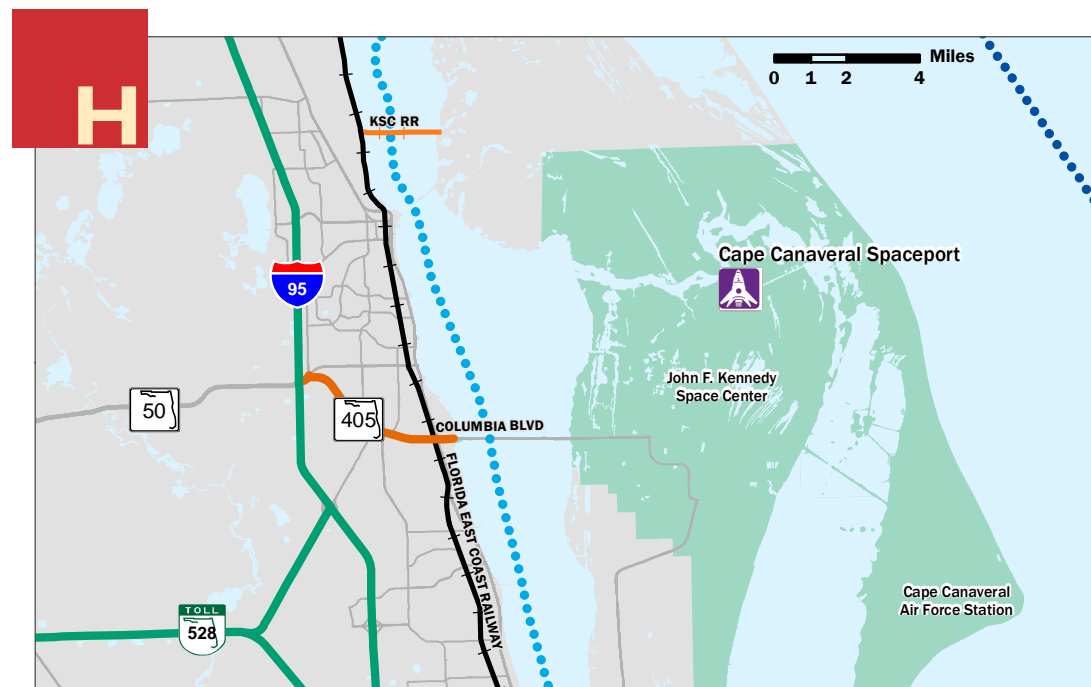 H
Miles
0 1 2 4
KSC RR
Cape Canaveral Spaceport
95
John F. Kennedy
Space Center
50
405
COLUMBIA BLVD
FLORIDA EAST COAST RAILWAY
Cape Canaveral
Air Force Station
TOLL
528